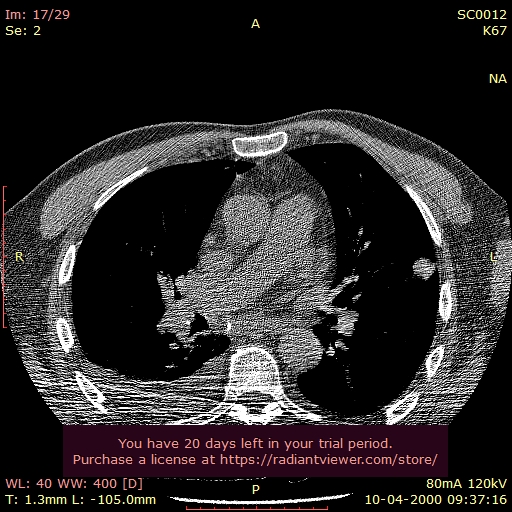 Im: 17/29
Se: 2
A
SC0012
K67
NA
R
L
You have 20 days left in your trial period.
Purchase a license at https://radiantviewer.com/store/
WL: 40 WW: 400 [D]
T: 1.3mm L: -105.0mm
P
80mA 120kV
10-04-2000 09:37:16